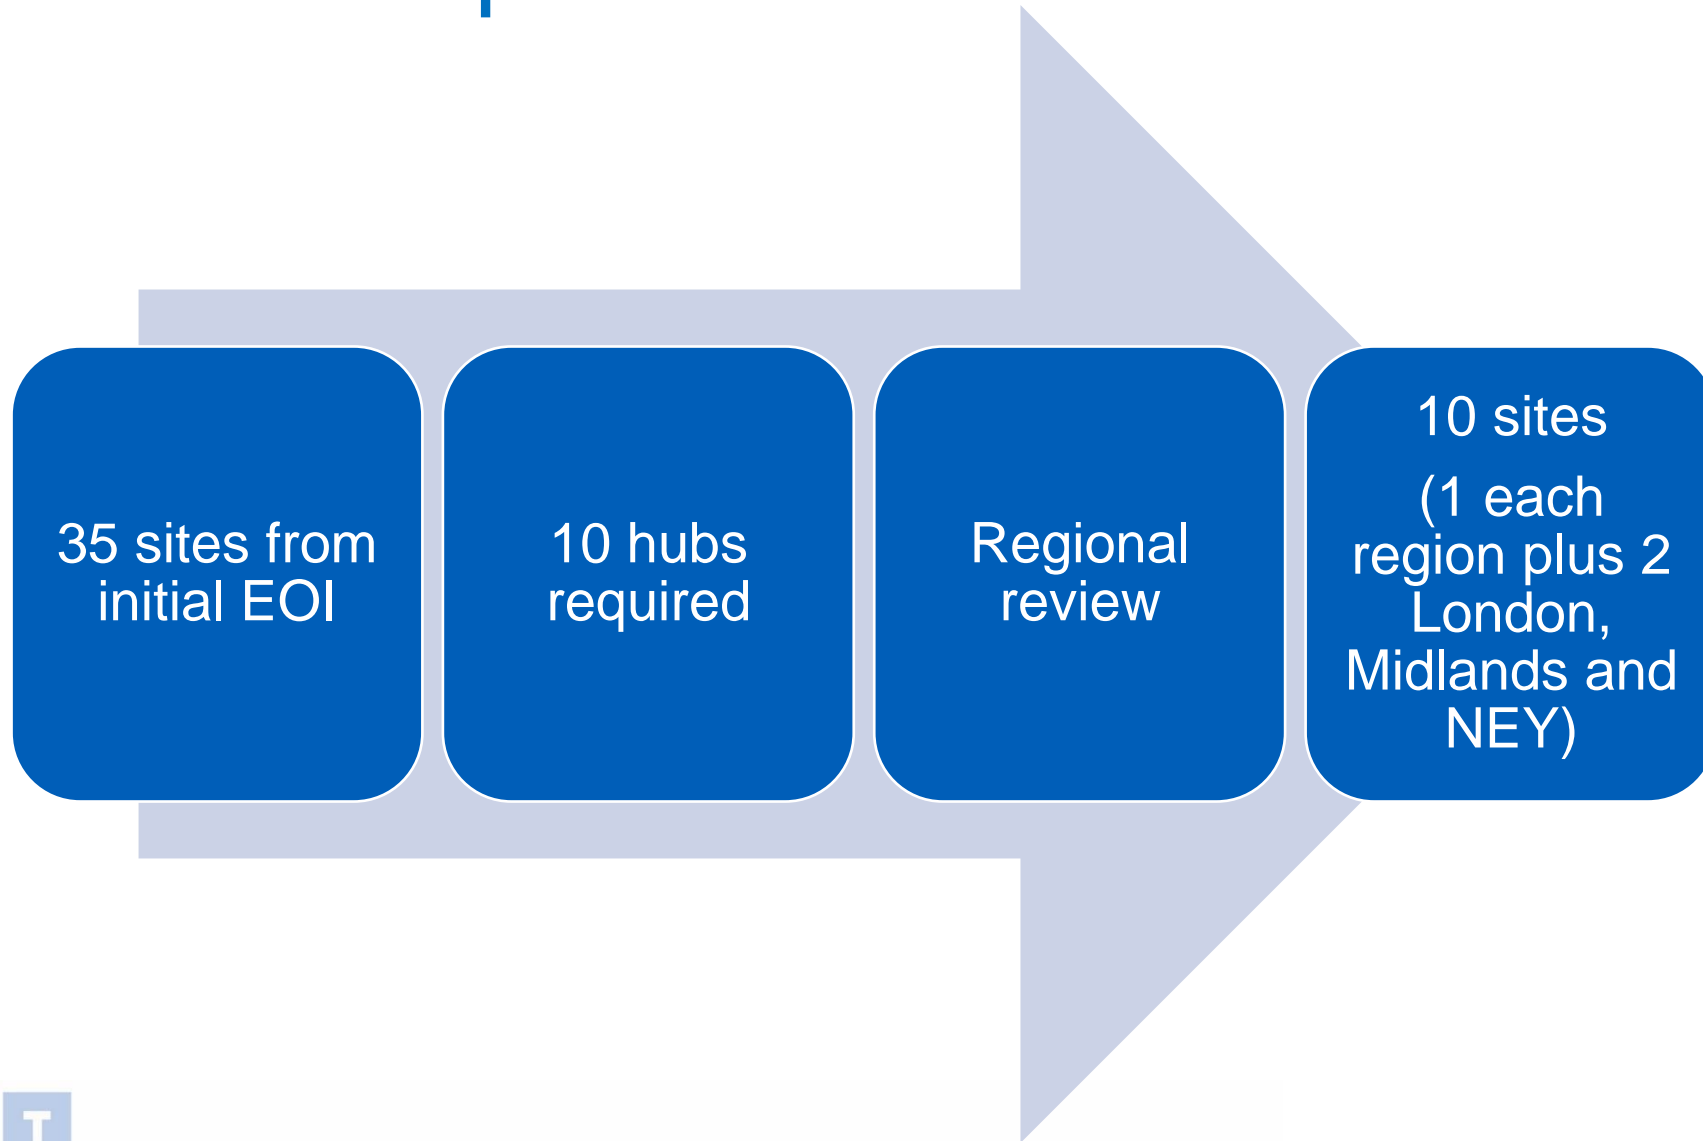 35 sites from
initial EOI
10 hubs
required
Regional
review
10 sites
(1 each
region plus 2
London,
Midlands and
NEY)
T